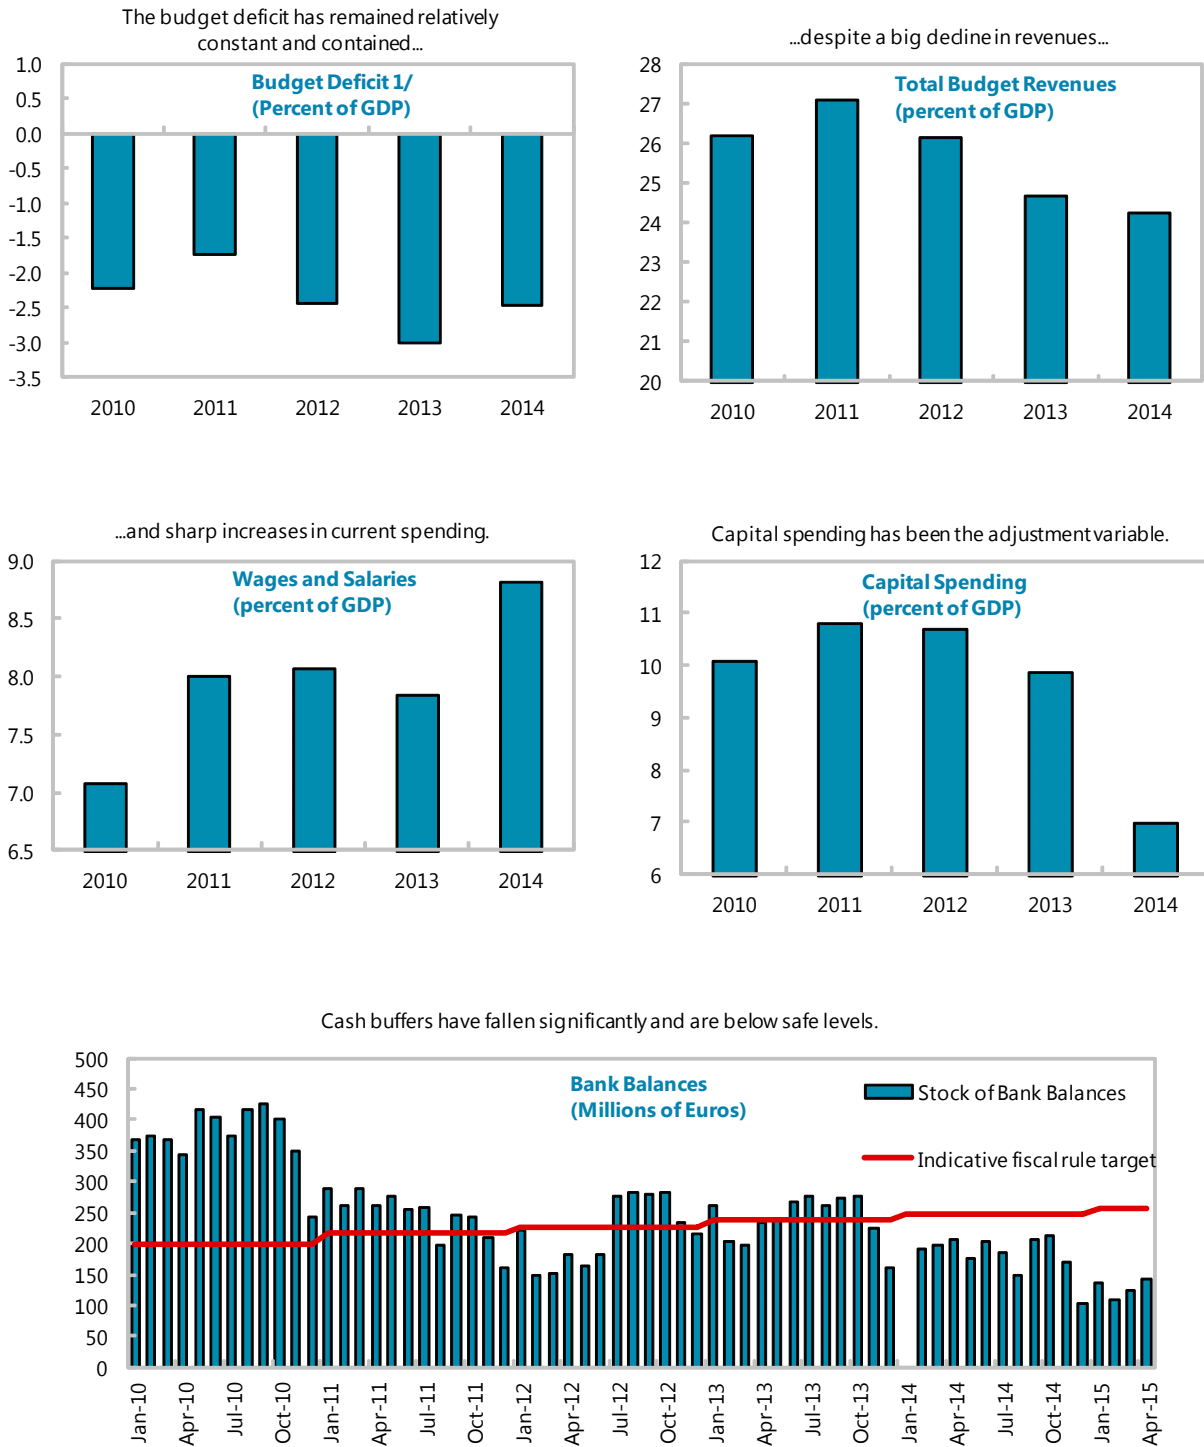 The budget deficit has remained relatively
constant and contained...
Budget Deficit 1/
(Percent of GDP)
1.0
0.5
0.0
-0.5
-1.0
-1.5
-2.0
-2.5
-3.0
-3.5
2010 2011 2012 2013 2014
...despite a big decline in revenues...
Total Budget Revenues
(percent of GDP)
28
27
26
25
24
23
22
21
20
2010 2011 2012 2013 2014
...and sharp increases in current spending.
Wages and Salaries
(percent of GDP)
9.0
8.5
8.0
7.5
7.0
6.5
2010 2011 2012 2013 2014
Capital spending has been the adjustment variable.
Capital Spending
(percent of GDP)
12
11
10
9
8
7
6
2010 2011 2012 2013 2014
Cash buffers have fallen significantly and are below safe levels.
Bank Balances
(Millions of Euros)
Stock of Bank Balances
Indicative fiscal rule target
500
450
400
350
300
250
200
150
100
50
0
Jan-10 Apr-10 Jul-10 Oct-10 Jan-11 Apr-11 Jul-11 Oct-11 Jan-12 Apr-12 Jul-12 Oct-12 Jan-13 Apr-13 Jul-13 Oct-13 Jan-14 Apr-14 Jul-14 Oct-14 Jan-15 Apr-15